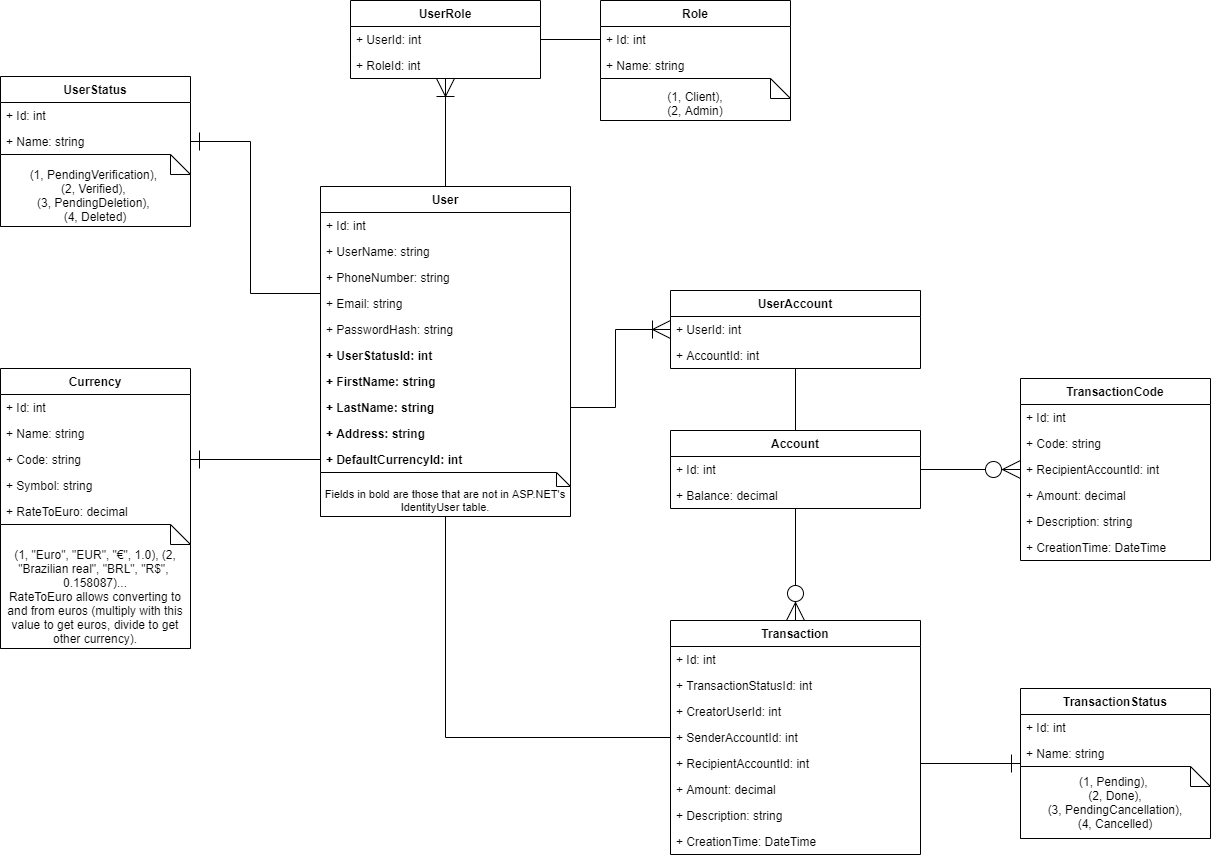 UserRole
+ UserId: int
+ RoleId: int
Role
+ Id: int
+ Name: string
(1, Client),
(2, Admin)
UserStatus
+ Id: int
+ Name: string
(1, PendingVerification),
(2, Verified),
(3, PendingDeletion),
(4, Deleted)
User
+ Id: int
+ UserName: string
+ PhoneNumber: string
+ Email: string
+ PasswordHash: string
+ UserStatusId: int
+ FirstName: string
+ LastName: string
+ Address: string
+ DefaultCurrencyId: int
Fields in bold are those that are not in ASP.NET's
IdentityUser table.
UserAccount
+ UserId: int
+ AccountId: int
Currency
+ Id: int
+ Name: string
+ Code: string
+ Symbol: string
+ RateToEuro: decimal
(1, "Euro", "EUR", "€", 1.0), (2,
"Brazilian real", "BRL", "R$",
0.158087)...
RateToEuro allows converting to
and from euros (multiply with this
value to get euros, divide to get
other currency).
Account
+ Id: int
+ Balance: decimal
TransactionCode
+ Id: int
+ Code: string
+ RecipientAccountId: int
+ Amount: decimal
+ Description: string
+ CreationTime: DateTime
Transaction
+ Id: int
+ TransactionStatusId: int
+ CreatorUserId: int
+ SenderAccountId: int
+ RecipientAccountId: int
+ Amount: decimal
+ Description: string
+ CreationTime: DateTime
TransactionStatus
+ Id: int
+ Name: string
(1, Pending),
(2, Done),
(3, PendingCancellation),
(4, Cancelled)